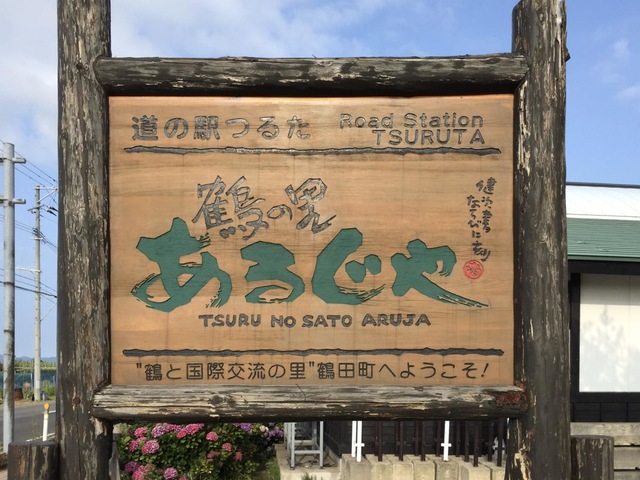 道の駅つるた
Road Station
TSURUTA
鶴の里
あるじゃ
TSURU NO SATO ARUJA
"鶴と国際交流の里"鶴田町へようこそ!